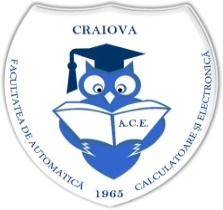 CRAIOVA
A.C.E.
FACULTATEA DE AUTOMATICĂ
1965
CALCULATOARE ȘI ELECTRONICĂ